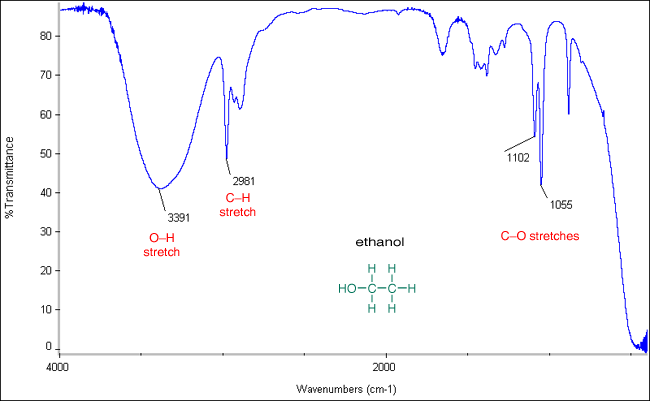 %Transmittance
80
70
60
50
40
30
20
10
0
4000
2000
Wavenumbers (cm-1)
3391
O–H
stretch
2981
C–H
stretch
1102
1055
C–O stretches
ethanol
H H
HO C C H
H H